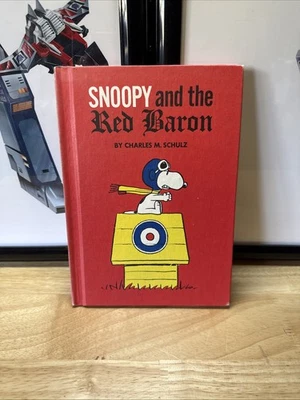 SNOOPY and the
Red Baron
BY CHARLES M. SCHULZ